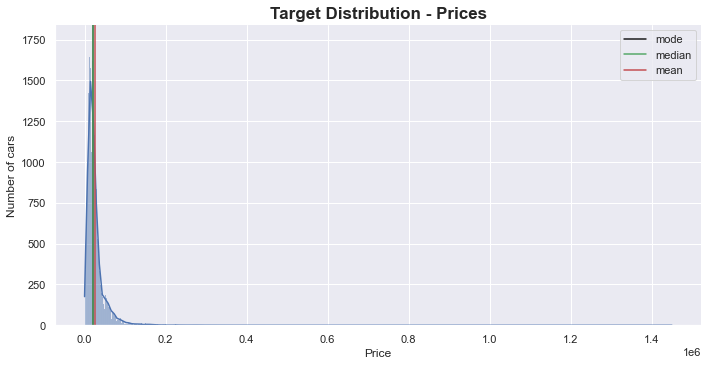 Target Distribution - Prices
mode
median
mean
1750
1500
1250
1000
750
500
250
0
Number of cars
0.0 0.2 0.4 0.6 0.8 1.0 1.2 1.4
1e6
Price